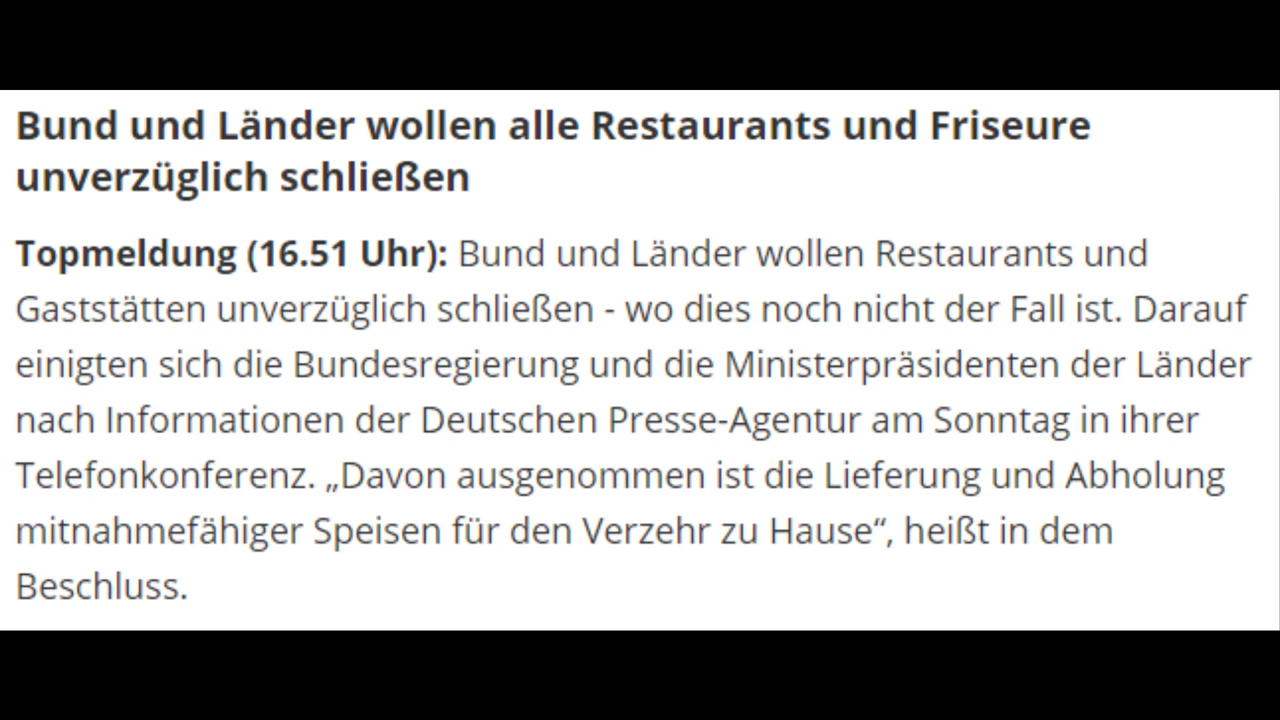 Bund und Länder wollen alle Restaurants und Friseure
unverzüglich schließen
Topmeldung (16.51 Uhr): Bund und Länder wollen Restaurants und
Gaststätten unverzüglich schließen - wo dies noch nicht der Fall ist. Darauf
einigten sich die Bundesregierung und die Ministerpräsidenten der Länder
nach Informationen der Deutschen Presse-Agentur am Sonntag in ihrer
Telefonkonferenz. „Davon ausgenommen ist die Lieferung und Abholung
mitnahmefähiger Speisen für den Verzehr zu Hause“, heißt in dem
Beschluss.